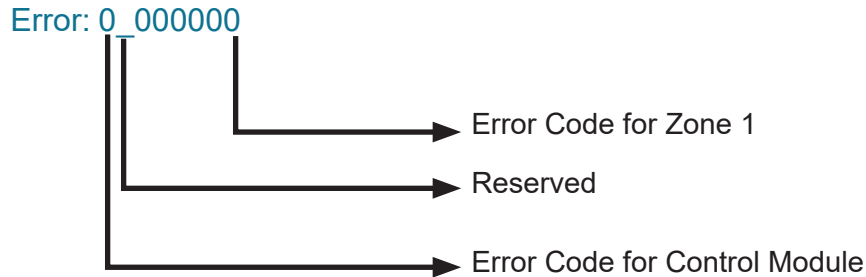 Error: 0_000000
Error Code for Zone 1
Reserved
Error Code for Control Module